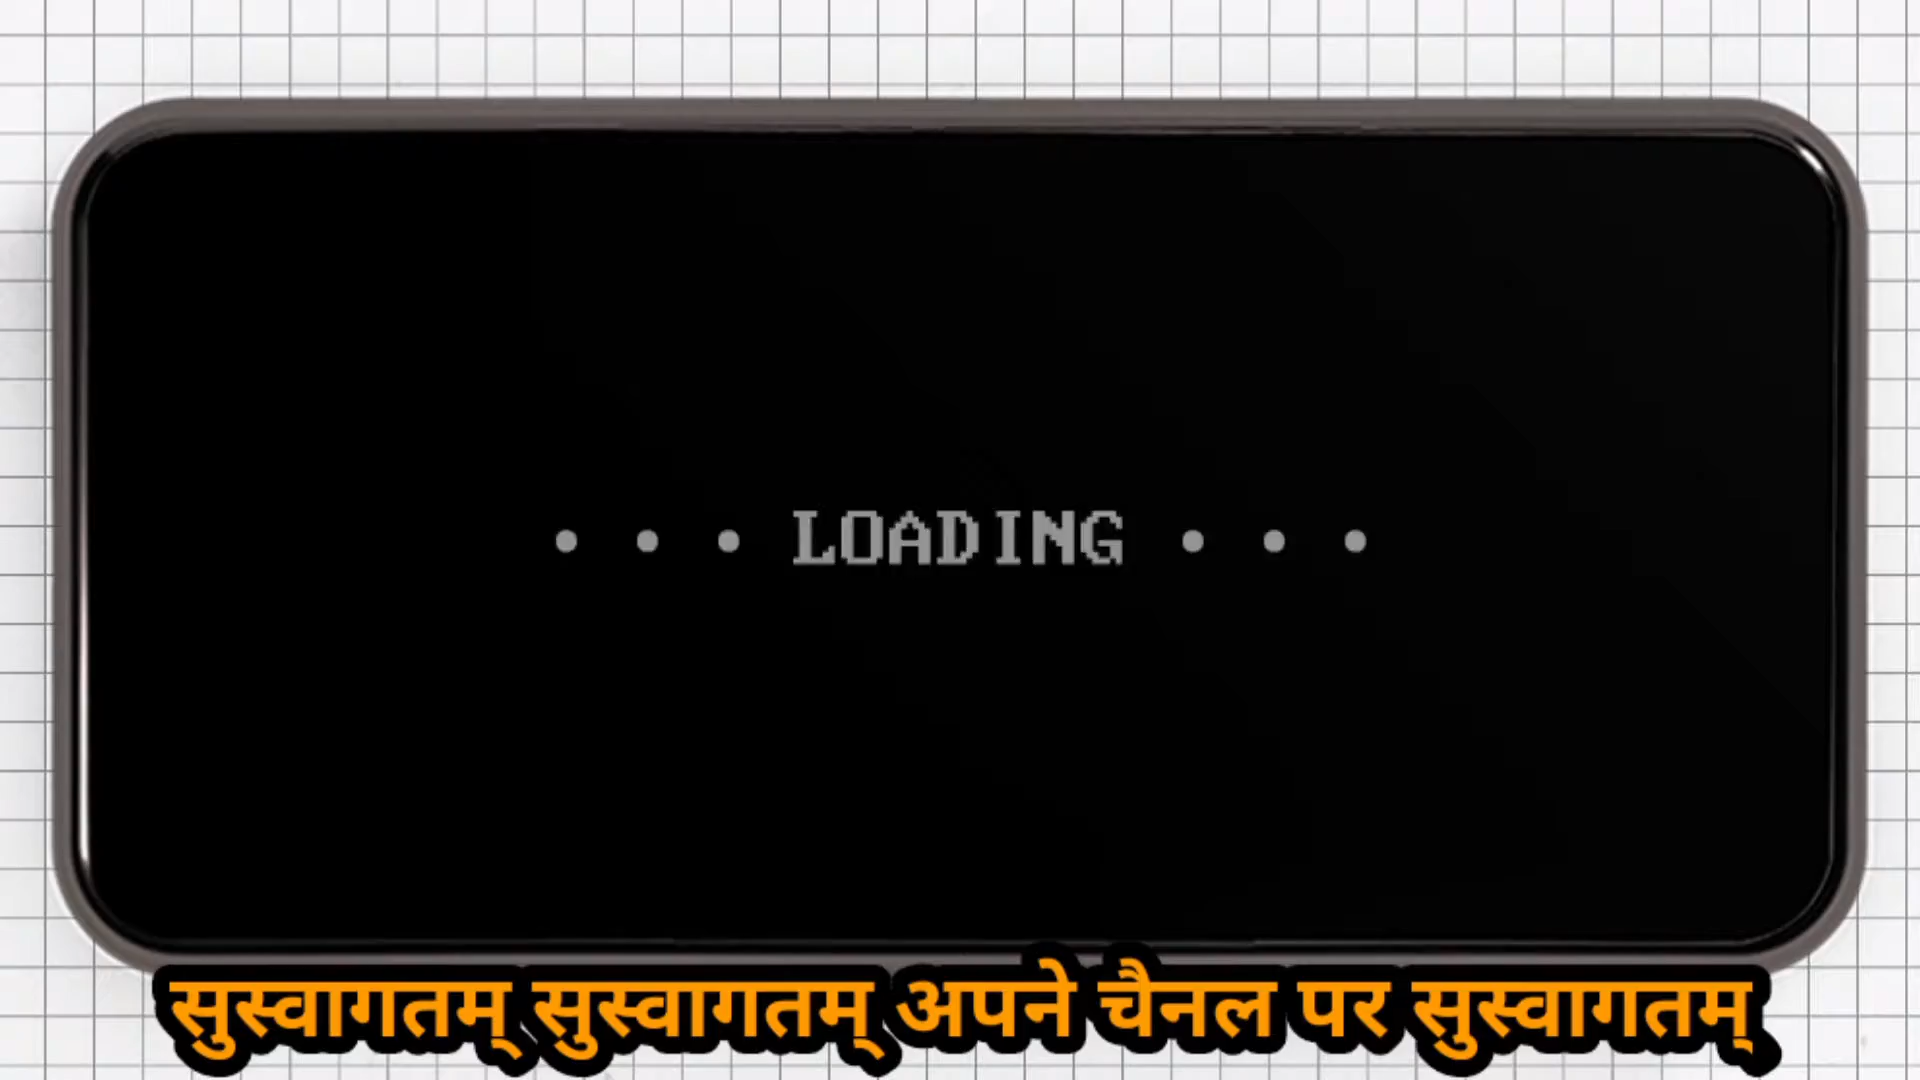 • • • LOADING • • •
सुस्वागतम् सुस्वागतम् अपने चैनल पर सुस्वागतम्